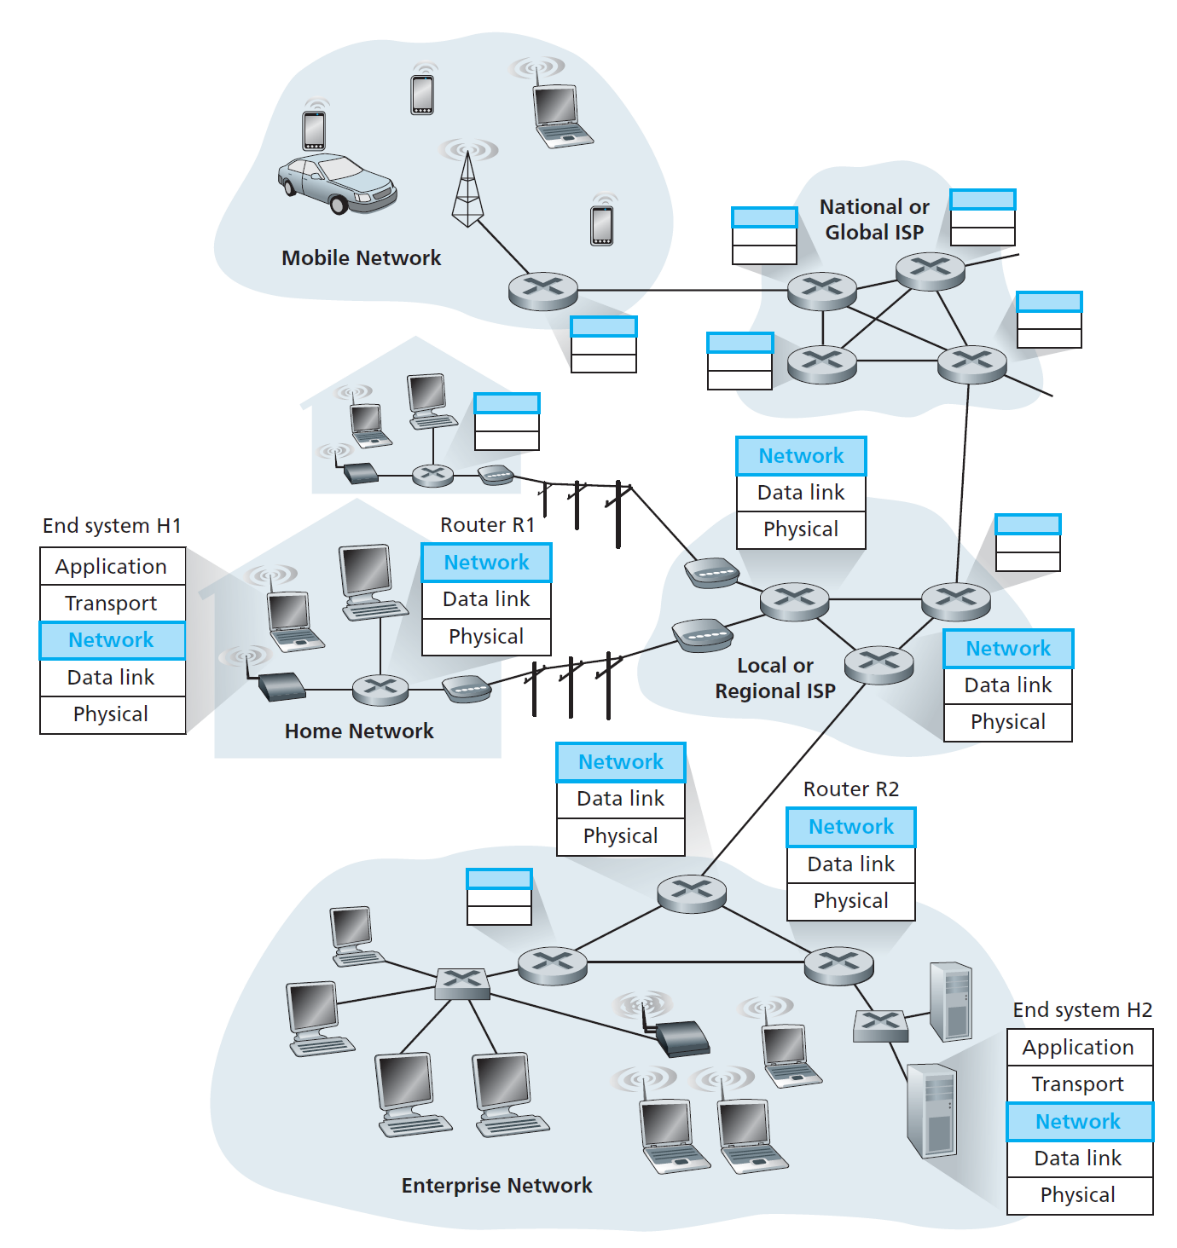 National or
Global ISP
Mobile Network
Network
Data link
Physical
End system H1
Application
Transport
Network
Data link
Physical
Router R1
Network
Data link
Physical
Local or
Regional ISP
Network
Data link
Physical
Home Network
Network
Data link
Physical
Router R2
Network
Data link
Physical
End system H2
Application
Transport
Network
Data link
Physical
Enterprise Network